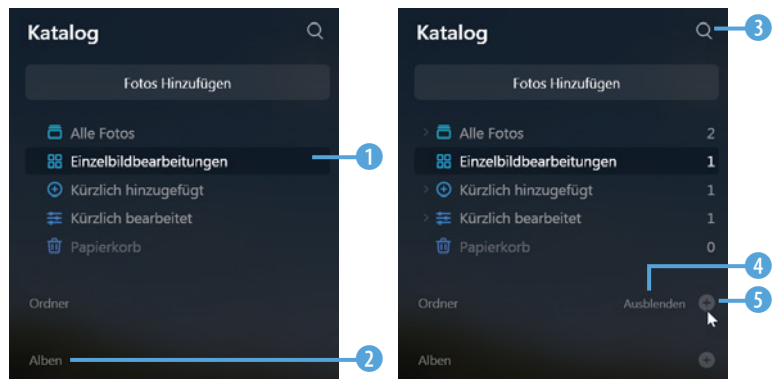 Katalog
Fotos Hinzufügen
Alle Fotos
Einzelbildbearbeitungen 1
Kürzlich hinzugefügt
Kürzlich bearbeitet
Papierkorb
Ordner
Alben 2
Katalog 3
Fotos Hinzufügen
Alle Fotos 2
Einzelbildbearbeitungen 1
Kürzlich hinzugefügt 1
Kürzlich bearbeitet 1
Papierkorb 0
4
Ordner Ausblenden 5
Alben